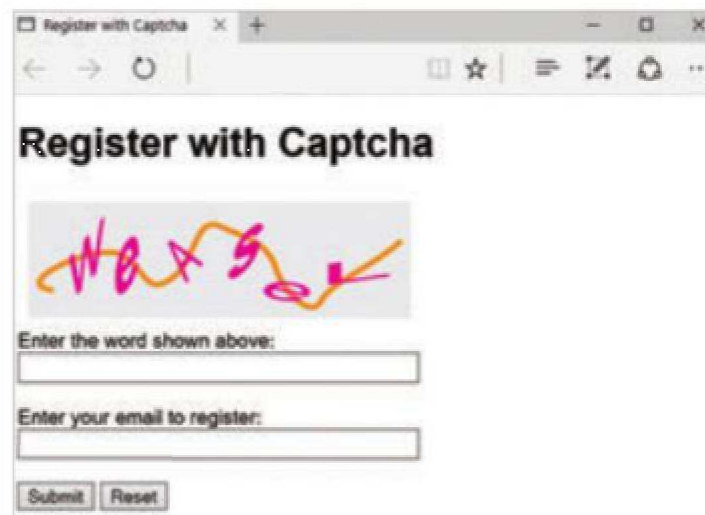 Register with Captcha
Register with Captcha
Enter the word shown above:
Enter your email to register:
Submit Reset